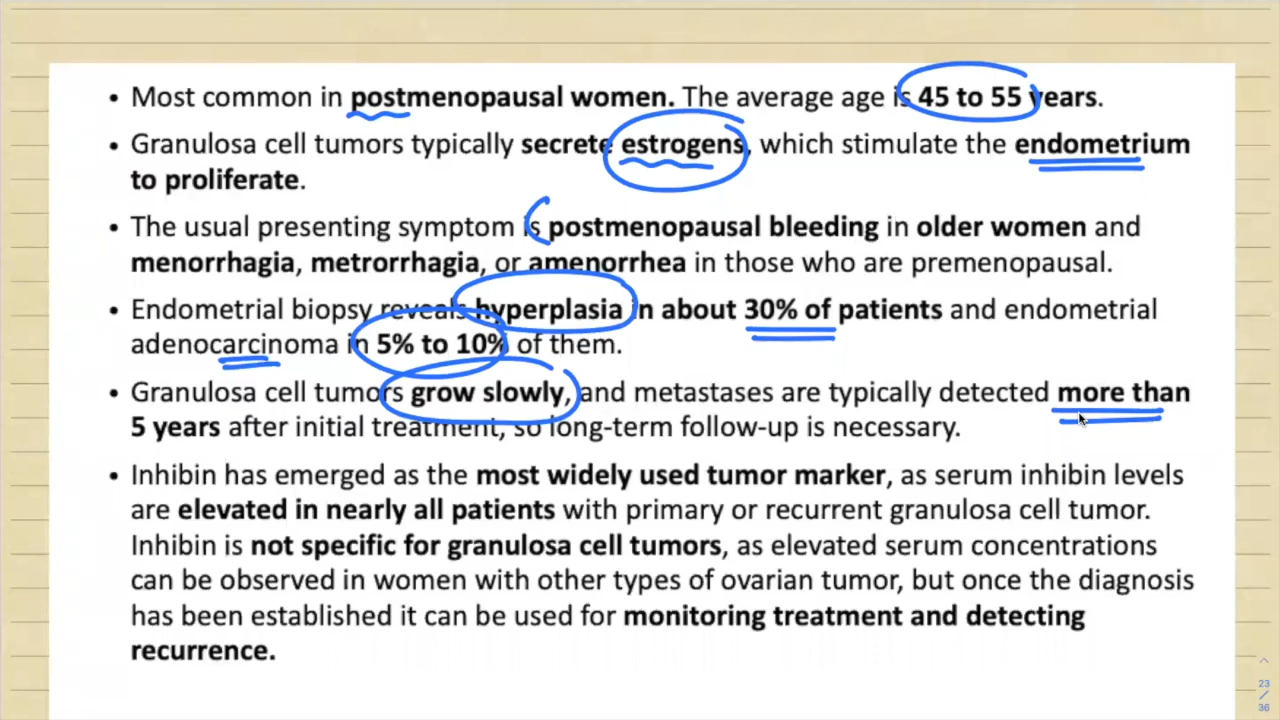 • Most common in postmenopausal women. The average age is 45 to 55 years.
• Granulosa cell tumors typically secrete estrogens, which stimulate the endometrium
to proliferate.
• The usual presenting symptom is postmenopausal bleeding in older women and
menorrhagia, metrorrhagia, or amenorrhea in those who are premenopausal.
• Endometrial biopsy reveals hyperplasia in about 30% of patients and endometrial
adenocarcinoma in 5% to 10% of them.
• Granulosa cell tumors grow slowly, and metastases are typically detected more than
5 years after initial treatment, so long-term follow-up is necessary.
• Inhibin has emerged as the most widely used tumor marker, as serum inhibin levels
are elevated in nearly all patients with primary or recurrent granulosa cell tumor.
Inhibin is not specific for granulosa cell tumors, as elevated serum concentrations
can be observed in women with other types of ovarian tumor, but once the diagnosis
has been established it can be used for monitoring treatment and detecting
recurrence.
23
/
36